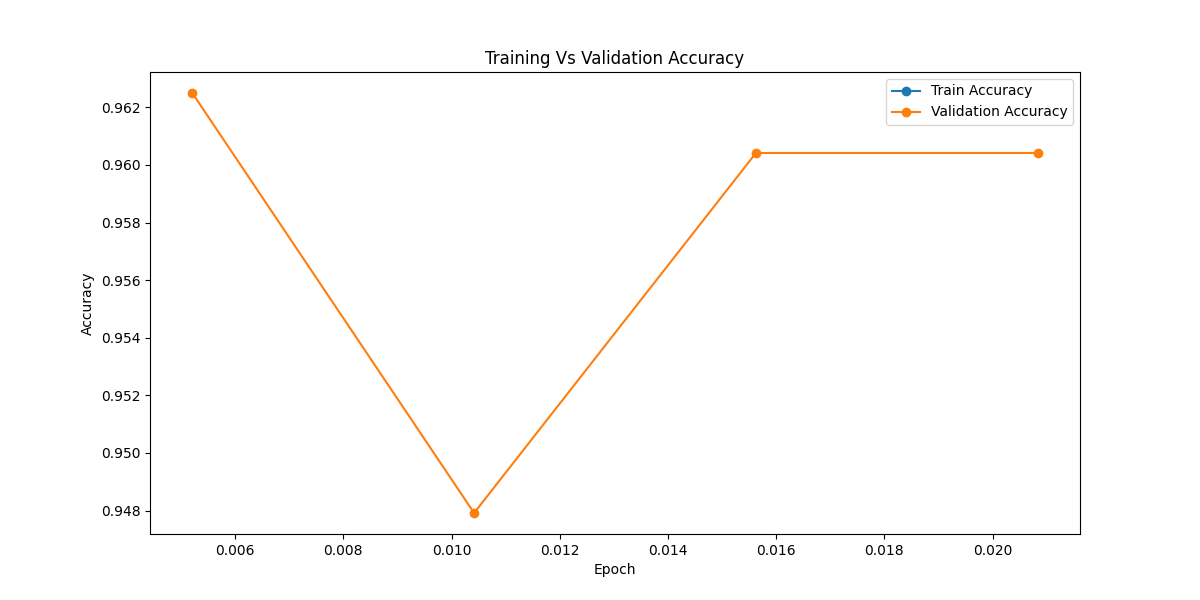 Training Vs Validation Accuracy
Train Accuracy
Validation Accuracy
0.962
0.960
0.958
0.956
0.954
0.952
0.950
0.948
Accuracy
0.006 0.008 0.010 0.012 0.014 0.016 0.018 0.020
Epoch